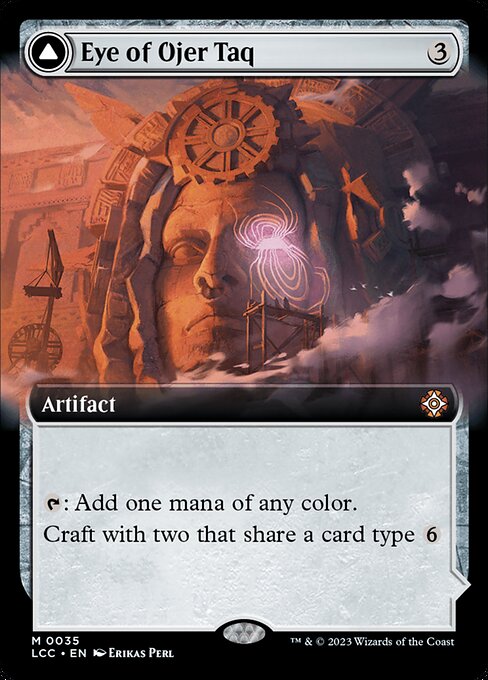 Eye of Ojer Taq 3
Artifact
: Add one mana of any color.
Craft with two that share a card type 6
M 0035
LCC • EN Erikas Perl
™ & © 2023 Wizards of the Coast